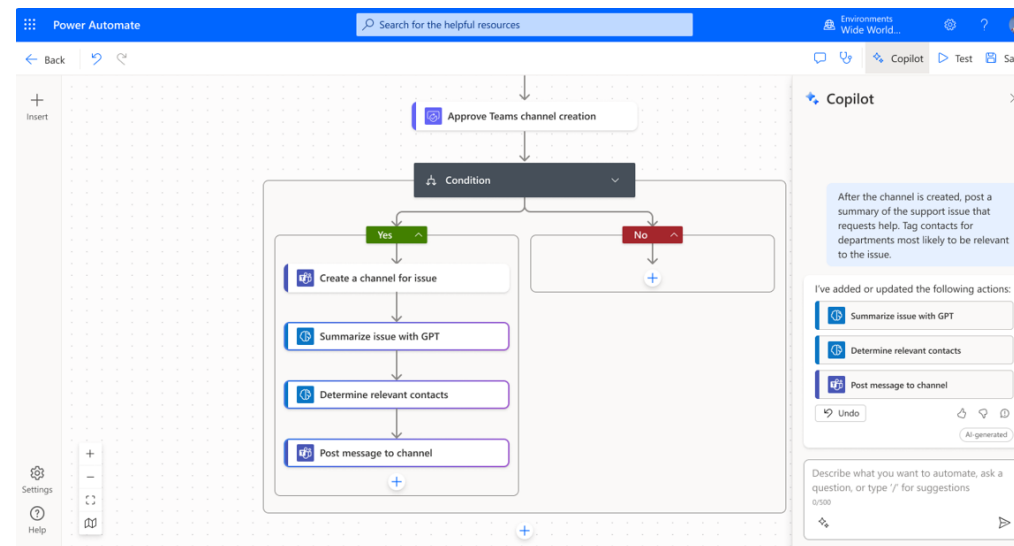 Power Automate
Search for the helpful resources
Environments
Wide World...
Back
Copilot
Test
Insert
Approve Teams channel creation
Condition
Yes
No
Create a channel for issue
Summarize issue with GPT
Determine relevant contacts
Post message to channel
Settings
Help
Copilot
After the channel is created, post a
summary of the support issue that
requests help. Tag contacts for
departments most likely to be relevant
to the issue.
I've added or updated the following actions:
Summarize issue with GPT
Determine relevant contacts
Post message to channel
Undo
AI-generated
Describe what you want to automate, ask a
question, or type '/' for suggestions
0/500